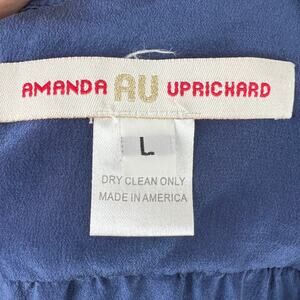 AMANDA AU UPRICHARD
L
DRY CLEAN ONLY
MADE IN AMERICA